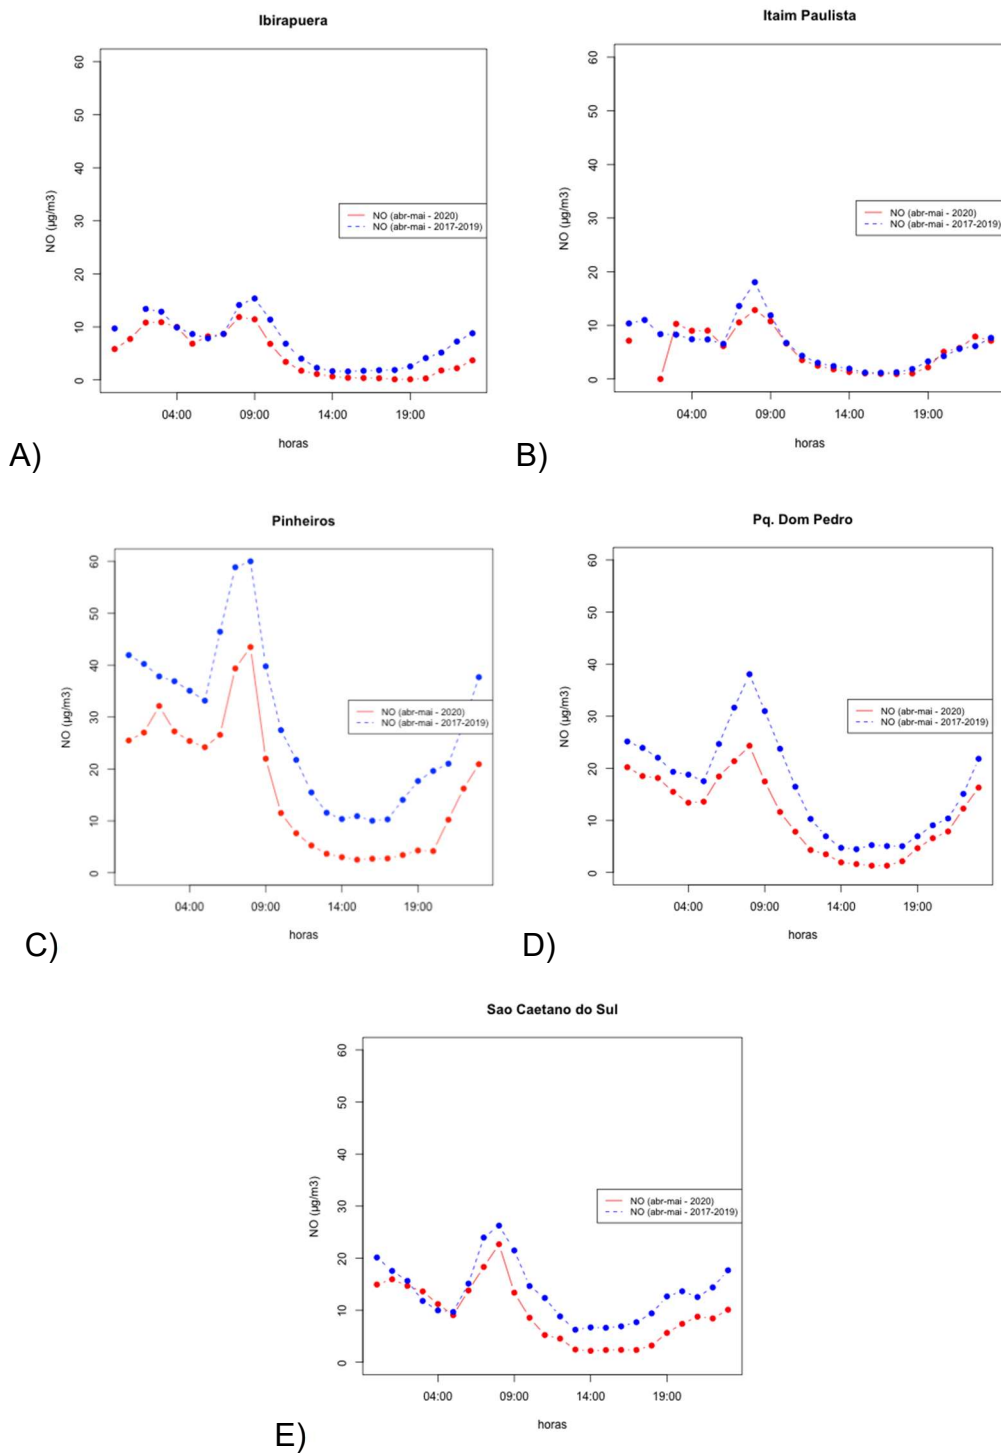 Ibirapuera
60
50
40
30
20
10
0
NO (µg/m3)
NO (abr-mai - 2020)
NO (abr-mai - 2017-2019)
04:00 09:00 14:00 19:00
horas
A)
Itaim Paulista
60
50
40
30
20
10
0
NO (µg/m3)
NO (abr-mai - 2020)
NO (abr-mai - 2017-2019)
04:00 09:00 14:00 19:00
horas
B)
Pinheiros
60
50
40
30
20
10
0
NO (µg/m3)
NO (abr-mai - 2020)
NO (abr-mai - 2017-2019)
04:00 09:00 14:00 19:00
horas
C)
Pq. Dom Pedro
60
50
40
30
20
10
0
NO (µg/m3)
NO (abr-mai - 2020)
NO (abr-mai - 2017-2019)
04:00 09:00 14:00 19:00
horas
D)
Sao Caetano do Sul
60
50
40
30
20
10
0
NO (µg/m3)
NO (abr-mai - 2020)
NO (abr-mai - 2017-2019)
04:00 09:00 14:00 19:00
horas
E)